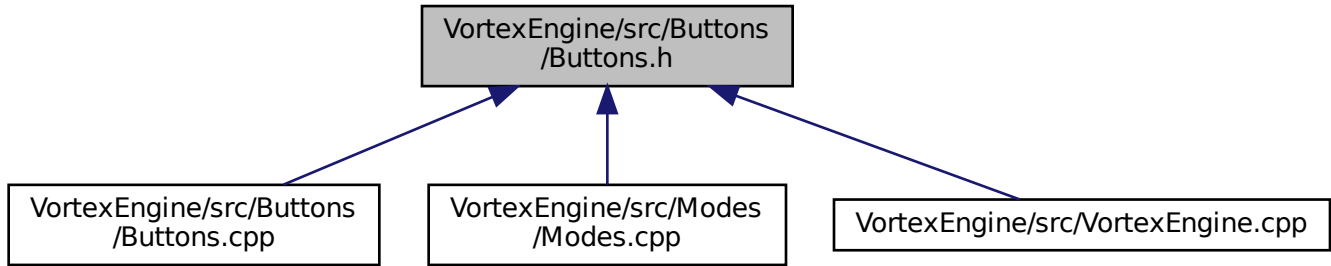 VortexEngine/src/Buttons
/Buttons.h
VortexEngine/src/Buttons
/Buttons.cpp
VortexEngine/src/Modes
/Modes.cpp
VortexEngine/src/VortexEngine.cpp